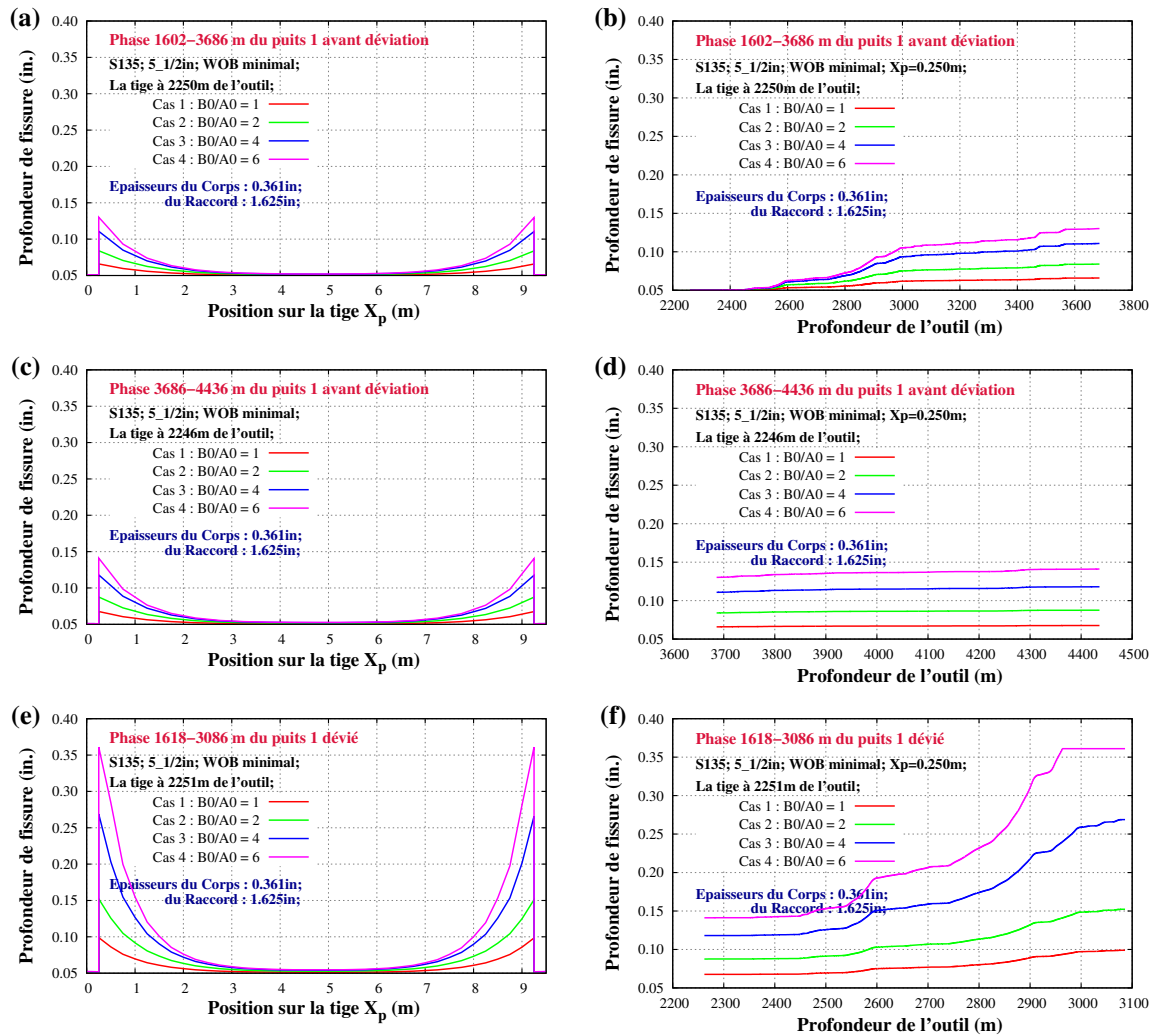 (a)
Profondeur de fissure (in.)
0.40
0.35
0.30
0.25
0.20
0.15
0.10
0.05
Phase 1602−3686 m du puits 1 avant déviation
S135; 5_1/2in; WOB minimal;
La tige à 2250m de l'outil;
Cas 1 : B0/A0 = 1
Cas 2 : B0/A0 = 2
Cas 3 : B0/A0 = 4
Cas 4 : B0/A0 = 6
Epaisseurs du Corps : 0.361in;
du Raccord : 1.625in;
0 1 2 3 4 5 6 7 8 9
Position sur la tige Xp (m)
(b)
Profondeur de fissure (in.)
0.40
0.35
0.30
0.25
0.20
0.15
0.10
0.05
Phase 1602−3686 m du puits 1 avant déviation
S135; 5_1/2in; WOB minimal; Xp=0.250m;
La tige à 2250m de l'outil;
Cas 1 : B0/A0 = 1
Cas 2 : B0/A0 = 2
Cas 3 : B0/A0 = 4
Cas 4 : B0/A0 = 6
Epaisseurs du Corps : 0.361in;
du Raccord : 1.625in;
2200 2400 2600 2800 3000 3200 3400 3600 3800
Profondeur de l'outil (m)
(c)
Profondeur de fissure (in.)
0.40
0.35
0.30
0.25
0.20
0.15
0.10
0.05
Phase 3686−4436 m du puits 1 avant déviation
S135; 5_1/2in; WOB minimal;
La tige à 2246m de l'outil;
Cas 1 : B0/A0 = 1
Cas 2 : B0/A0 = 2
Cas 3 : B0/A0 = 4
Cas 4 : B0/A0 = 6
Epaisseurs du Corps : 0.361in;
du Raccord : 1.625in;
0 1 2 3 4 5 6 7 8 9
Position sur la tige Xp (m)
(d)
Profondeur de fissure (in.)
0.40
0.35
0.30
0.25
0.20
0.15
0.10
0.05
Phase 3686−4436 m du puits 1 avant déviation
S135; 5_1/2in; WOB minimal; Xp=0.250m;
La tige à 2246m de l'outil;
Cas 1 : B0/A0 = 1
Cas 2 : B0/A0 = 2
Cas 3 : B0/A0 = 4
Cas 4 : B0/A0 = 6
Epaisseurs du Corps : 0.361in;
du Raccord : 1.625in;
3600 3700 3800 3900 4000 4100 4200 4300 4400 4500
Profondeur de l'outil (m)
(e)
Profondeur de fissure (in.)
0.40
0.35
0.30
0.25
0.20
0.15
0.10
0.05
Phase 1618−3086 m du puits 1 dévié
S135; 5_1/2in; WOB minimal;
La tige à 2251m de l'outil;
Cas 1 : B0/A0 = 1
Cas 2 : B0/A0 = 2
Cas 3 : B0/A0 = 4
Cas 4 : B0/A0 = 6
Epaisseurs du Corps : 0.361in;
du Raccord : 1.625in;
0 1 2 3 4 5 6 7 8 9
Position sur la tige Xp (m)
(f)
Profondeur de fissure (in.)
0.40
0.35
0.30
0.25
0.20
0.15
0.10
0.05
Phase 1618−3086 m du puits 1 dévié
S135; 5_1/2in; WOB minimal; Xp=0.250m;
La tige à 2251m de l'outil;
Cas 1 : B0/A0 = 1
Cas 2 : B0/A0 = 2
Cas 3 : B0/A0 = 4
Cas 4 : B0/A0 = 6
Epaisseurs du Corps : 0.361in;
du Raccord : 1.625in;
2200 2300 2400 2500 2600 2700 2800 2900 3000 3100
Profondeur de l'outil (m)